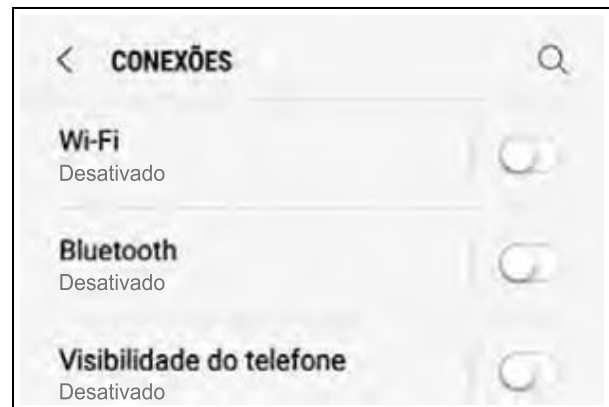 CONEXÕES
Wi-Fi
Desativado
Bluetooth
Desativado
Visibilidade do telefone
Desativado